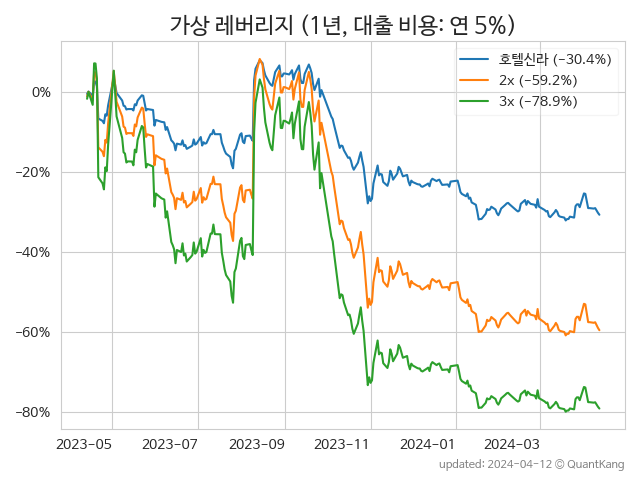 가상 레버리지 (1년, 대출 비용: 연 5%)
호텔신라 (−30.4%)
2x (−59.2%)
3x (−78.9%)
0%
−20%
−40%
−60%
−80%
2023-05 2023-07 2023-09 2023-11 2024-01 2024-03
updated: 2024-04-12 © QuantKang